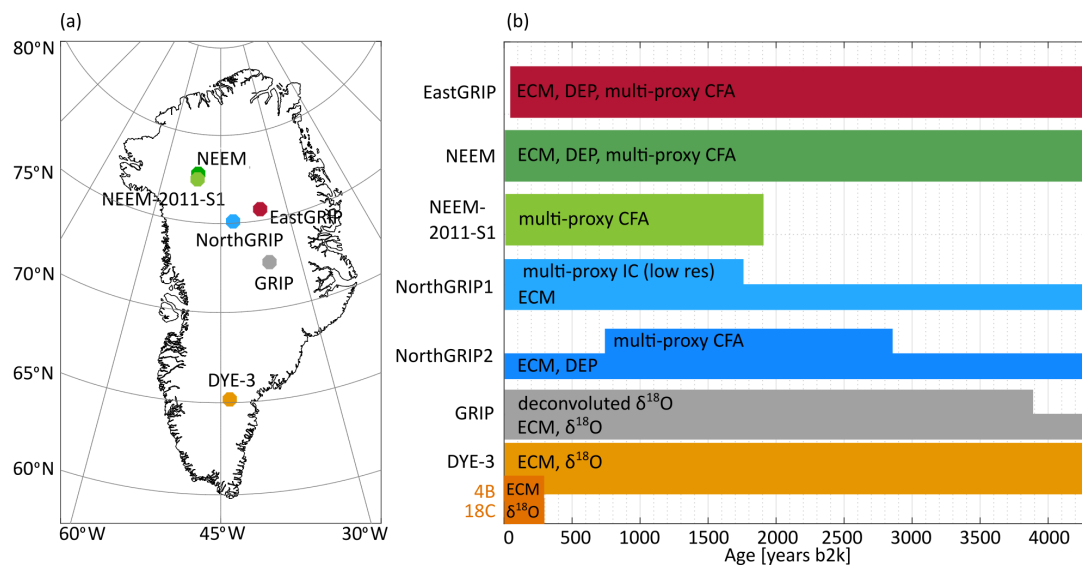 (a)
80°N
75°N
70°N
65°N
60°N
60°W
45°W
30°W
NEEM
NEEM-2011-S1
EastGRIP
NorthGRIP
GRIP
DYE-3
(b)
EastGRIP
ECM, DEP, multi-proxy CFA
NEEM
ECM, DEP, multi-proxy CFA
NEEM-
2011-S1
multi-proxy CFA
NorthGRIP1
multi-proxy IC (low res)
ECM
NorthGRIP2
multi-proxy CFA
ECM, DEP
GRIP
deconvoluted δ¹⁸O
ECM, δ¹⁸O
DYE-3
ECM, δ¹⁸O
4B
ECM
18C
δ¹⁸O
0 500 1000 1500 2000 2500 3000 3500 4000
Age [years b2k]